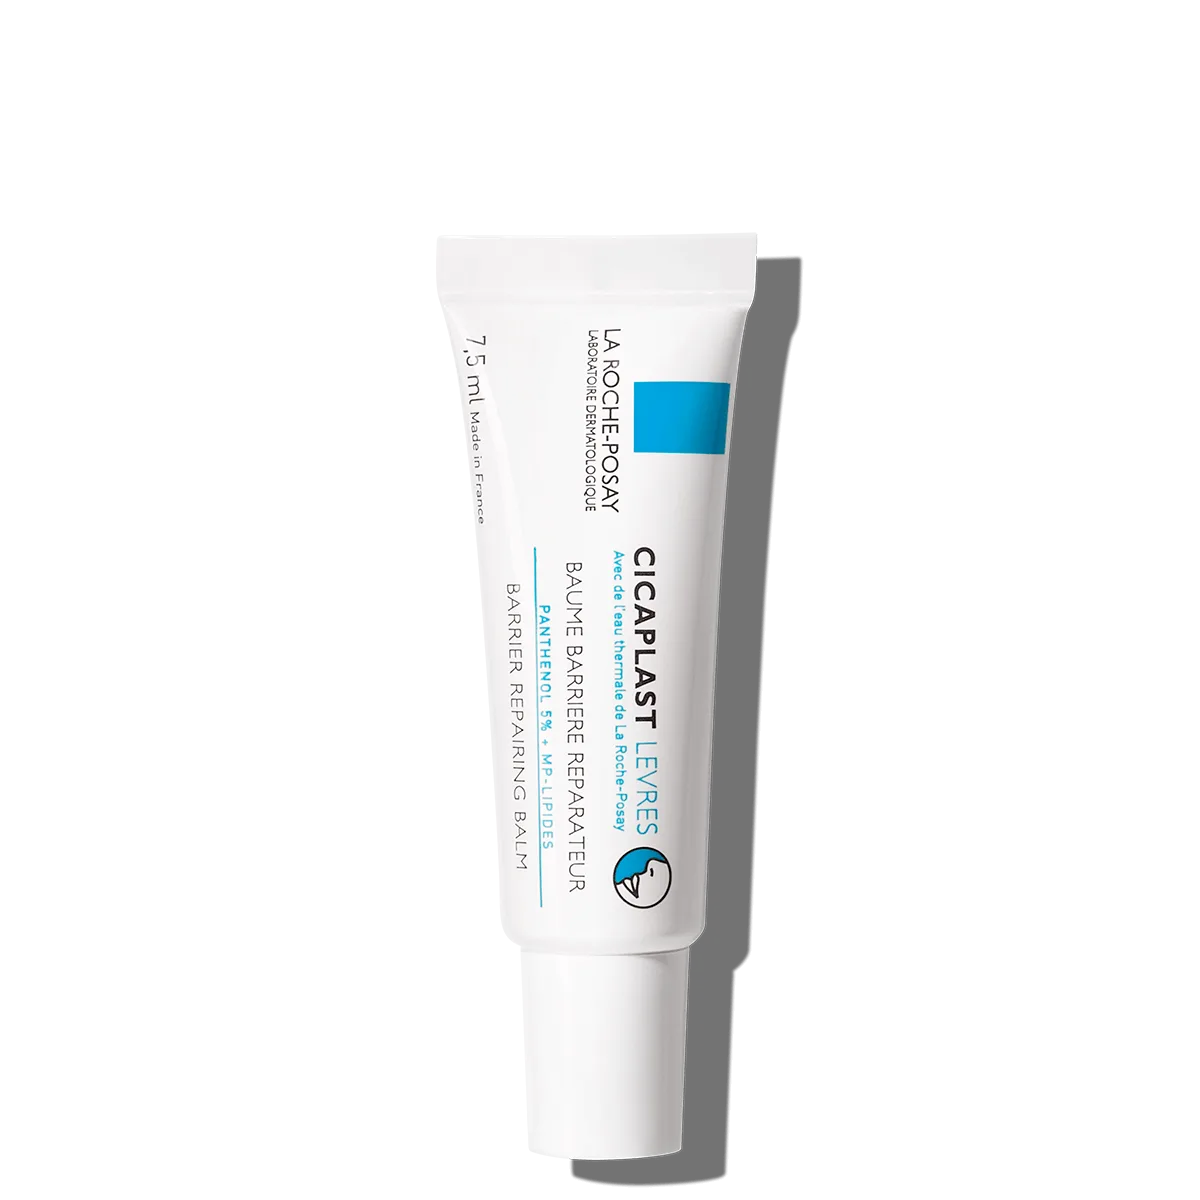 LA ROCHE-POSAY
LABORATOIRE DERMATOLOGIQUE
CICAPLAST LEVRES
Avec de l'eau thermale de La Roche-Posay
BAUME BARRIERE REPARATEUR
PANTHENOL 5% + MP-LIPIDES
BARRIER REPAIRING BALM
7,5 ml Made in France